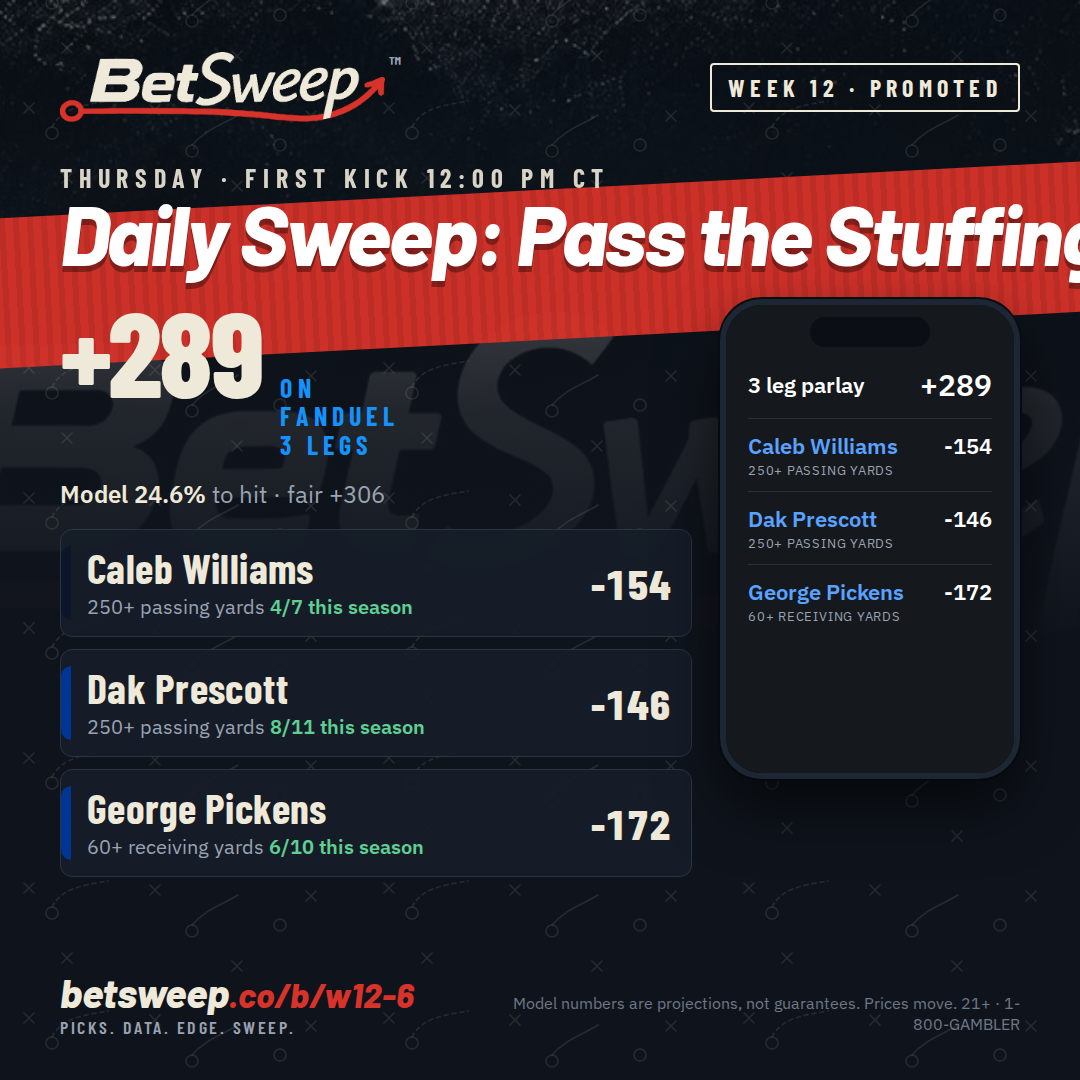 BetSweep™
WEEK 12 · PROMOTED
THURSDAY · FIRST KICK 12:00 PM CT
Daily Sweep: Pass the Stuffing
+289
ON
FANDUEL
3 LEGS
Model 24.6% to hit · fair +306
Caleb Williams
250+ passing yards 4/7 this season
-154
Dak Prescott
250+ passing yards 8/11 this season
-146
George Pickens
60+ receiving yards 6/10 this season
-172
3 leg parlay +289
Caleb Williams -154
250+ PASSING YARDS
Dak Prescott -146
250+ PASSING YARDS
George Pickens -172
60+ RECEIVING YARDS
betsweep.co/b/w12-6
PICKS. DATA. EDGE. SWEEP.
Model numbers are projections, not guarantees. Prices move. 21+ · 1-
800-GAMBLER